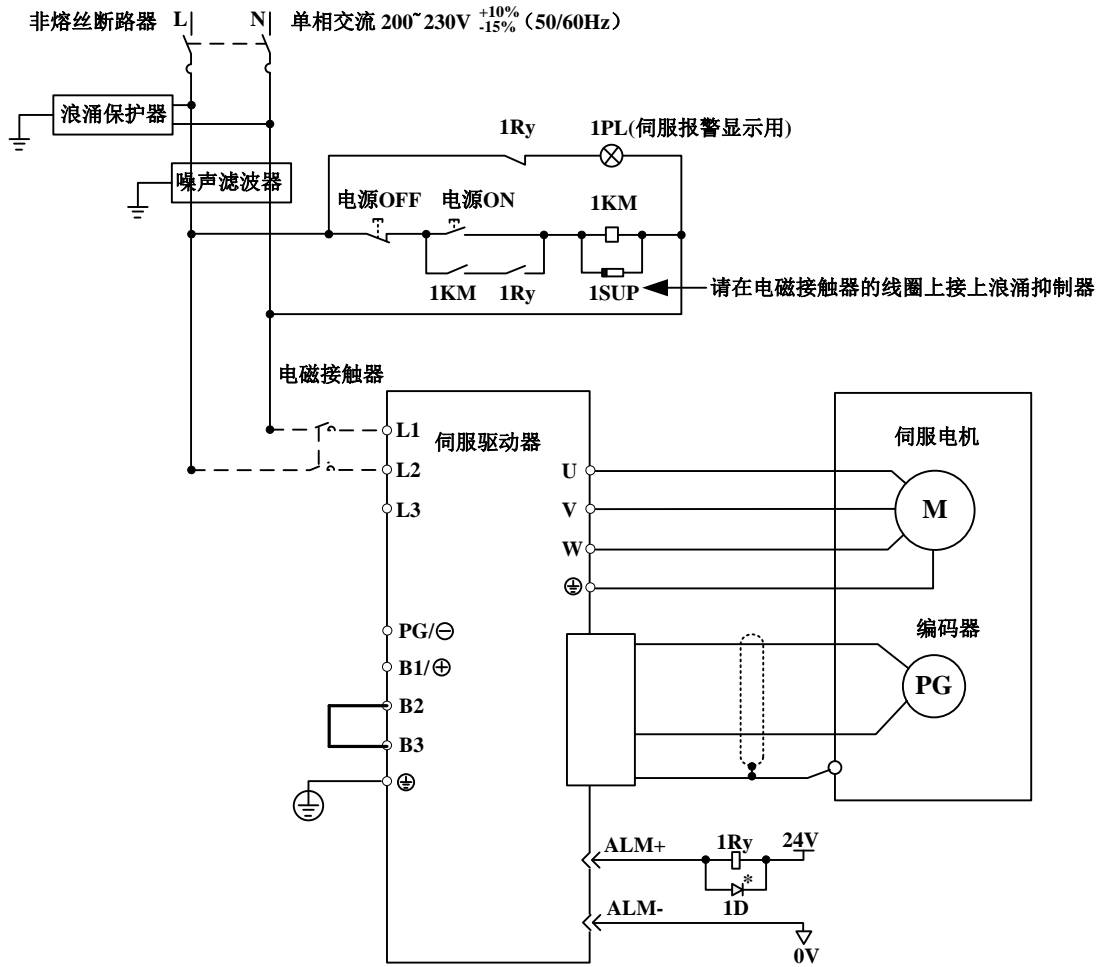 非熔丝断路器 L N 单相交流 200~230V +10% -15% (50/60Hz)
浪涌保护器
1Ry 1PL(伺服报警显示用)
噪声滤波器
电源OFF 电源ON 1KM
1KM 1Ry 1SUP 请在电磁接触器的线圈上接上浪涌抑制器
电磁接触器
L1 伺服驱动器 伺服电机
L2 U
L3 V M
W
PG/⊖ 编码器
B1/⊕ PG
B2
B3
ALM+ 1Ry 24V
*
ALM- 1D
0V